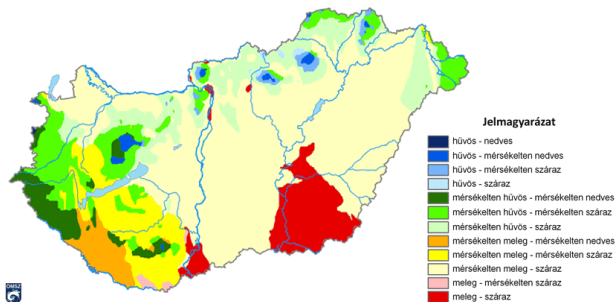 Jelmagyarázat
hűvös - nedves
hűvös - mérsékelten nedves
hűvös - mérsékelten száraz
hűvös - száraz
mérsékelten hűvös - mérsékelten nedves
mérsékelten hűvös - mérsékelten száraz
mérsékelten hűvös - száraz
mérsékelten meleg - mérsékelten nedves
mérsékelten meleg - mérsékelten száraz
mérsékelten meleg - száraz
meleg - mérsékelten száraz
meleg - száraz
OMSZ